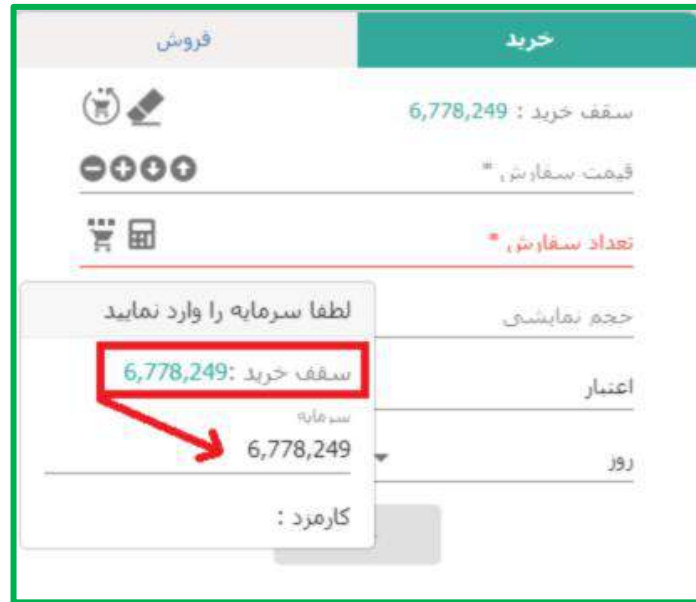 خرید
فروش
سقف خرید : 6,778,249
قیمت سفارش *
تعداد سفارش *
لطفا سرمایه را وارد نمایید
حجم نمایشی
سقف خرید :6,778,249
اعتبار
سرمایه
6,778,249
روز
کارمزد :